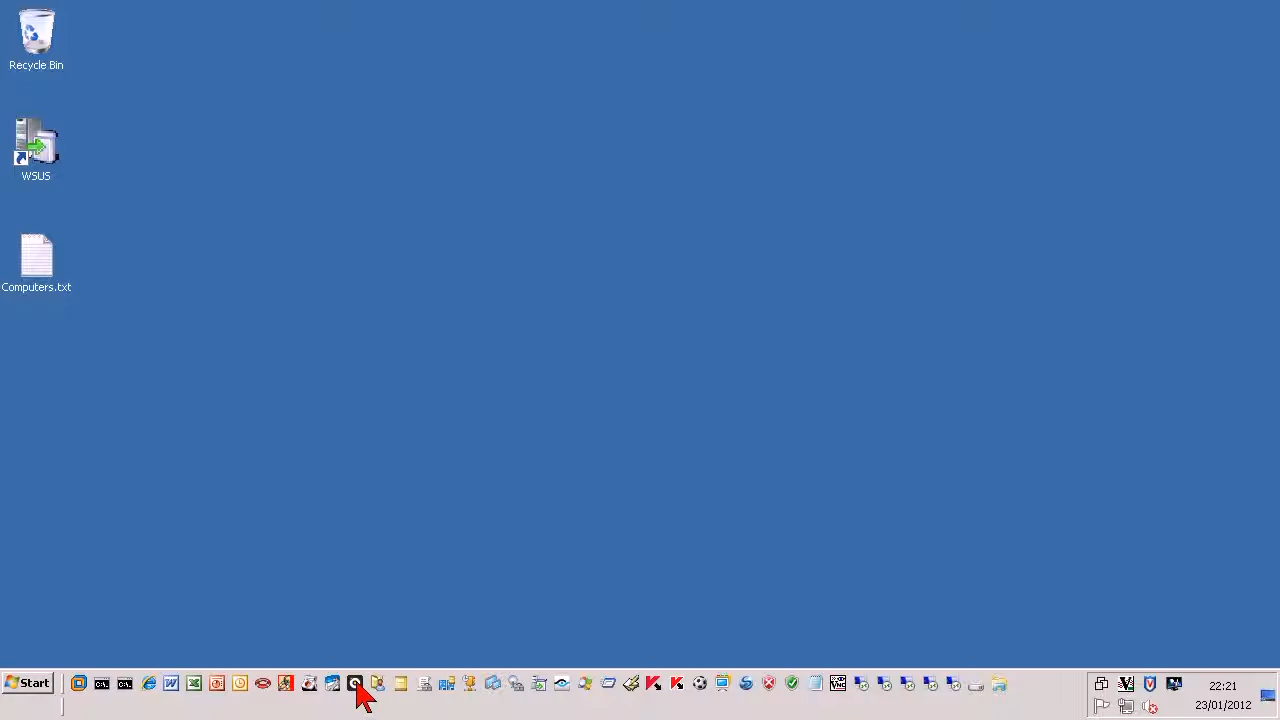 Recycle Bin
WSUS
Computers.txt
Start
22:21
23/01/2012